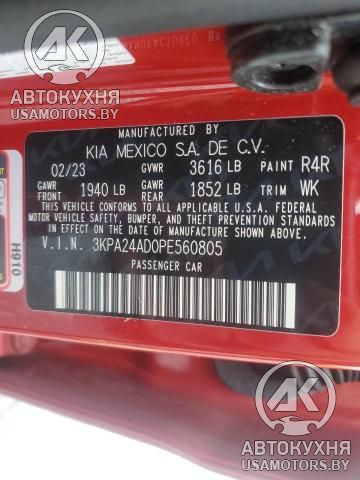 AK
АВТОКУХНЯ
USAMOTORS.BY
MANUFACTURED BY
KIA MEXICO S.A. DE C.V.
02/23 GVWR 3616 LB PAINT R4R
GAWR FRONT 1940 LB GAWR REAR 1852 LB TRIM WK
THIS VEHICLE CONFORMS TO ALL APPLICABLE U.S.A. FEDERAL
MOTOR VEHICLE SAFETY, BUMPER, AND THEFT PREVENTION
STANDARDS IN EFFECT ON THE DATE OF MANUFACTURE SHOWN ABOVE.
V.I.N. 3KPA24AD0PE560805
PASSENGER CAR
H910
AK
АВТОКУХНЯ
USAMOTORS.BY